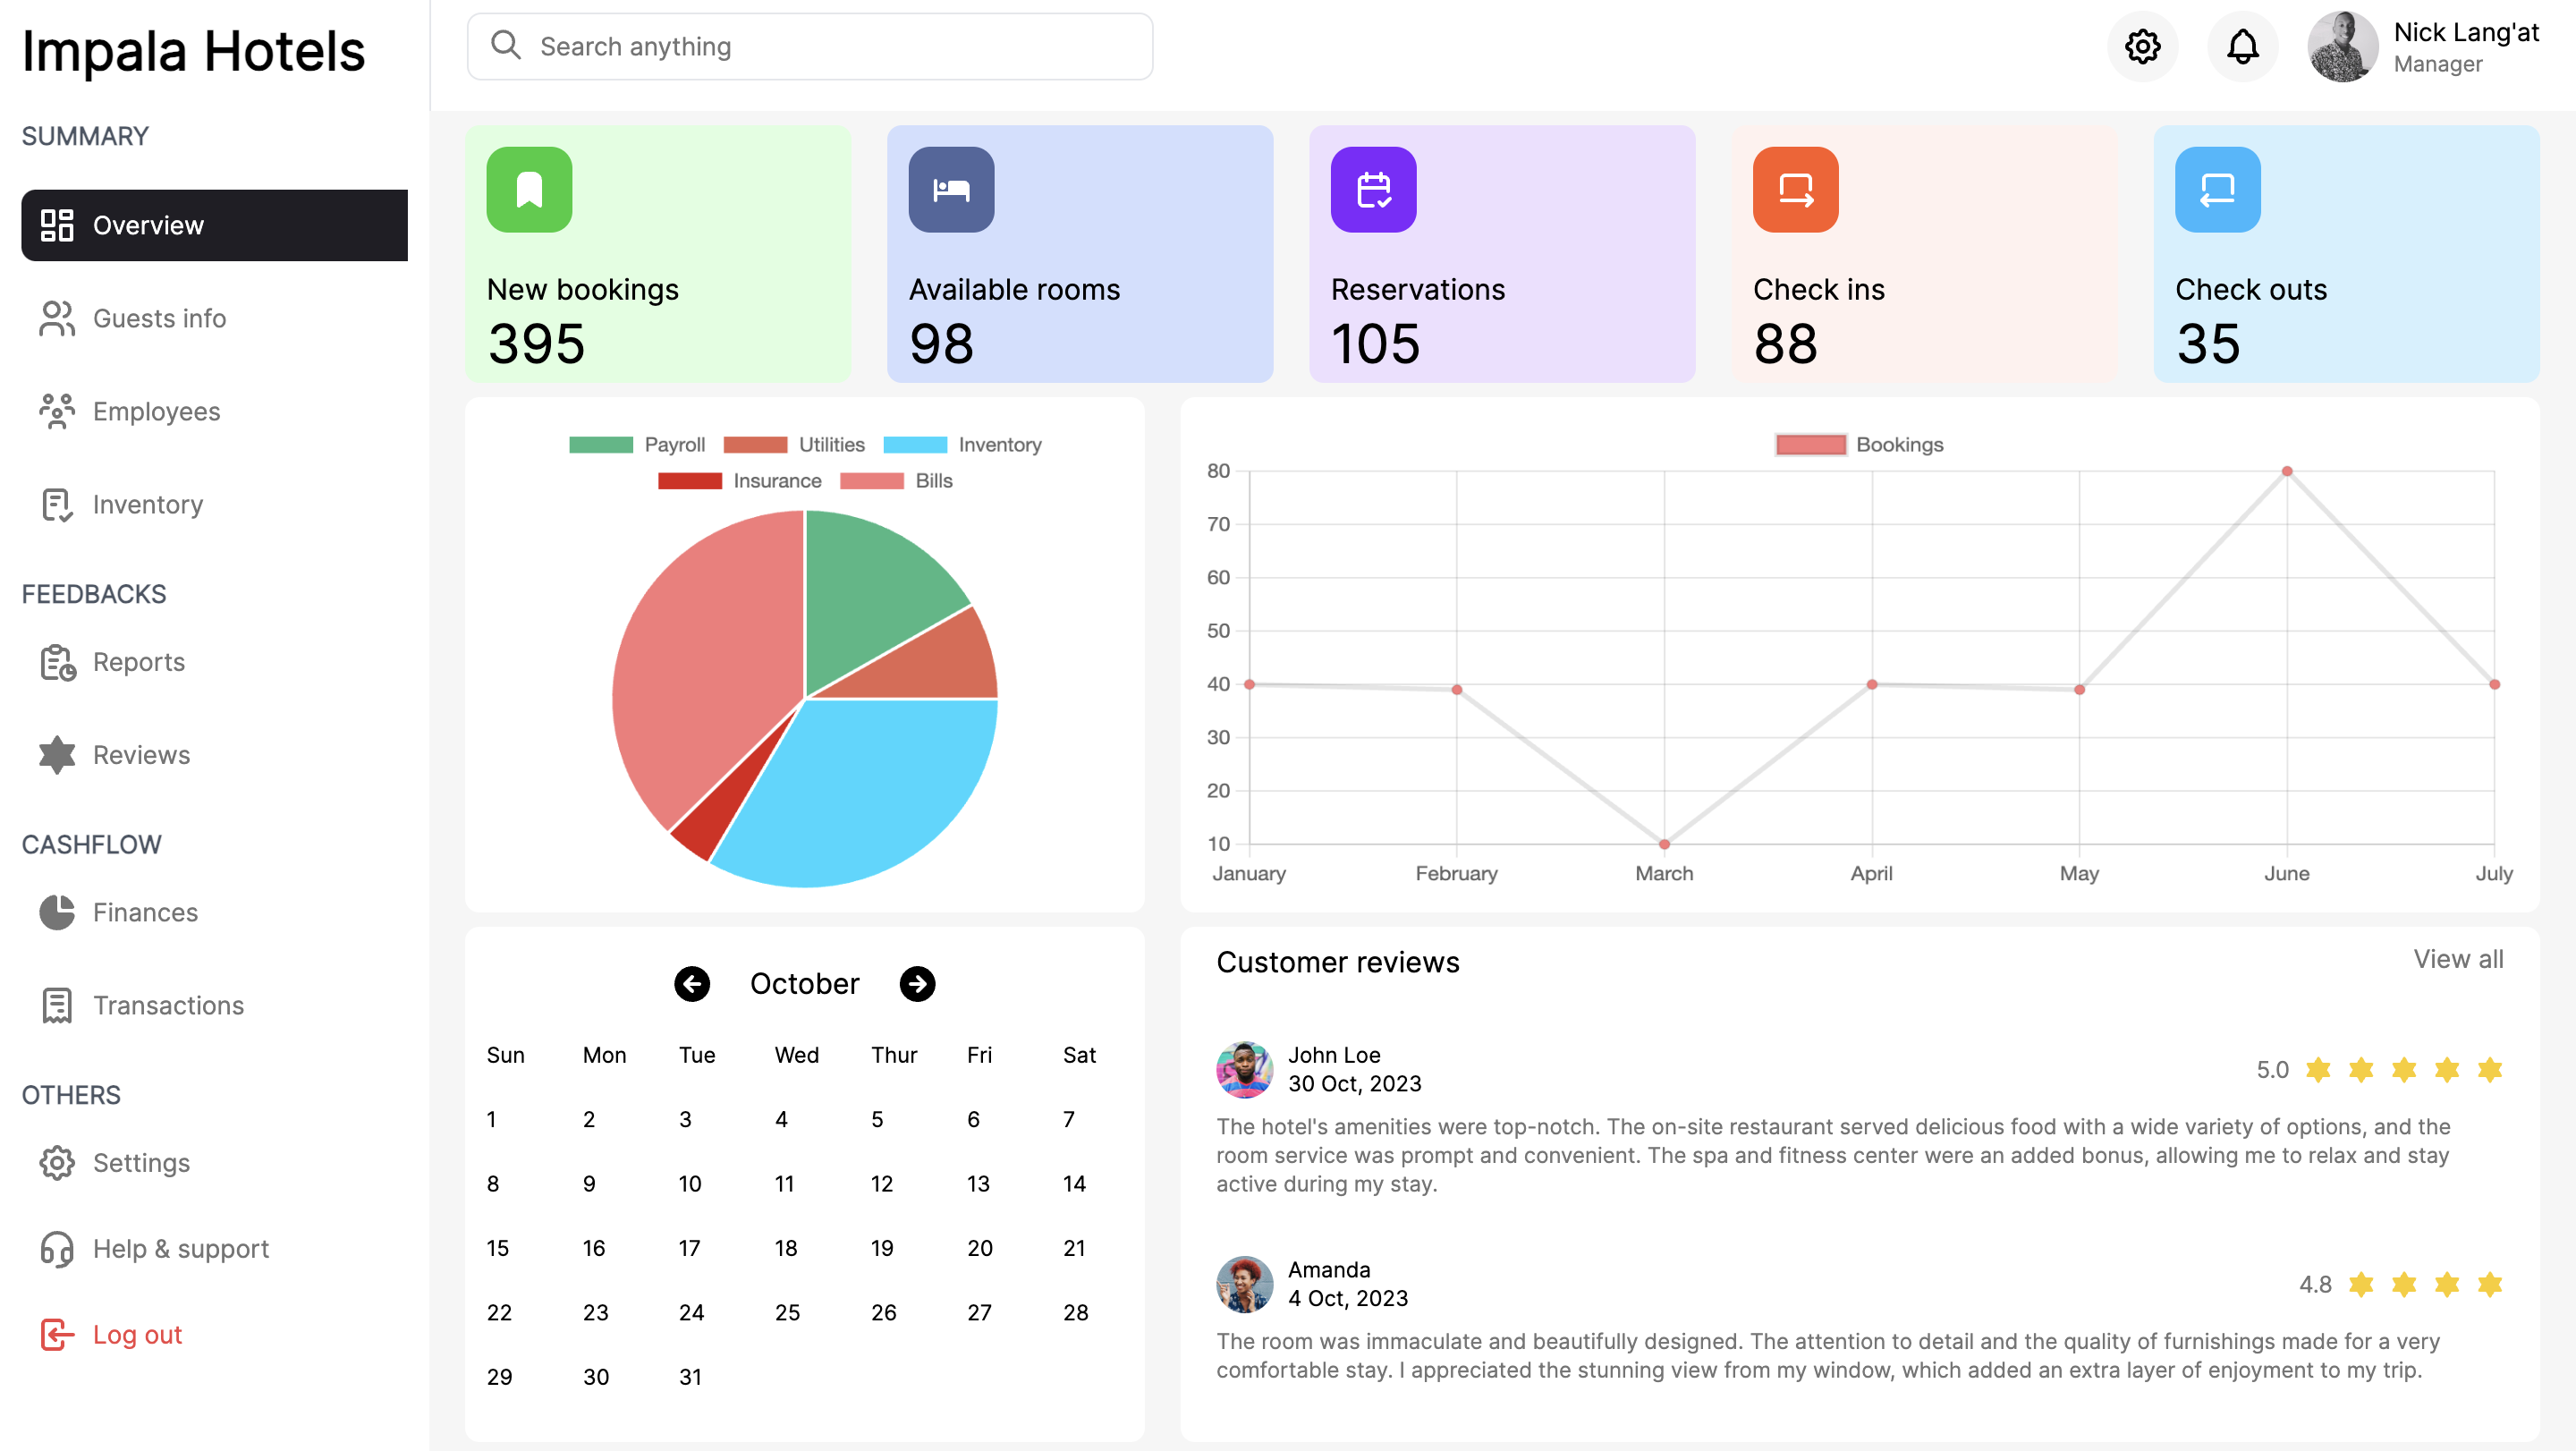 Impala Hotels
SUMMARY
Overview
Guests info
Employees
Inventory
FEEDBACKS
Reports
Reviews
CASHFLOW
Finances
Transactions
OTHERS
Settings
Help & support
Log out
Search anything
Nick Lang'at
Manager
New bookings
395
Available rooms
98
Reservations
105
Check ins
88
Check outs
35
Payroll Utilities Inventory
Insurance Bills
Bookings
80
70
60
50
40
30
20
10
January February March April May June July
October
Sun Mon Tue Wed Thur Fri Sat
1 2 3 4 5 6 7
8 9 10 11 12 13 14
15 16 17 18 19 20 21
22 23 24 25 26 27 28
29 30 31
Customer reviews
View all
John Loe
30 Oct, 2023
5.0
The hotel's amenities were top-notch. The on-site restaurant served delicious food with a wide variety of options, and the
room service was prompt and convenient. The spa and fitness center were an added bonus, allowing me to relax and stay
active during my stay.
Amanda
4 Oct, 2023
4.8
The room was immaculate and beautifully designed. The attention to detail and the quality of furnishings made for a very
comfortable stay. I appreciated the stunning view from my window, which added an extra layer of enjoyment to my trip.